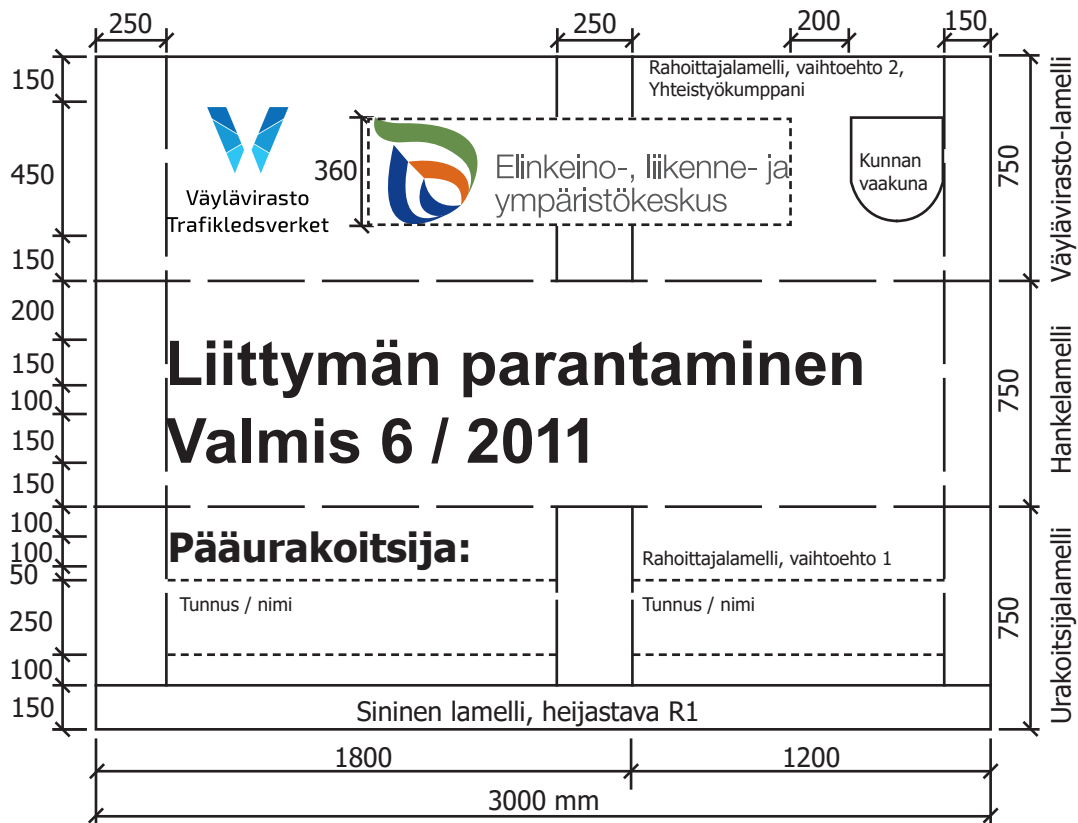 250
250
200
150
150
450
150
200
150
100
150
150
100
100
50
250
100
150
Rahoittajalamelli, vaihtoehto 2,
Yhteistyökumppani
Väylävirasto
Trafikledsverket
360
Elinkeino-, liikenne- ja
ympäristökeskus
Kunnan
vaakuna
750
Väylävirasto-lamelli
Liittymän parantaminen
Valmis 6 / 2011
750
Hankelamelli
Pääurakoitsija:
Rahoittajalamelli, vaihtoehto 1
Tunnus / nimi
Tunnus / nimi
750
Urakoitsijalamelli
Sininen lamelli, heijastava R1
1800
1200
3000 mm